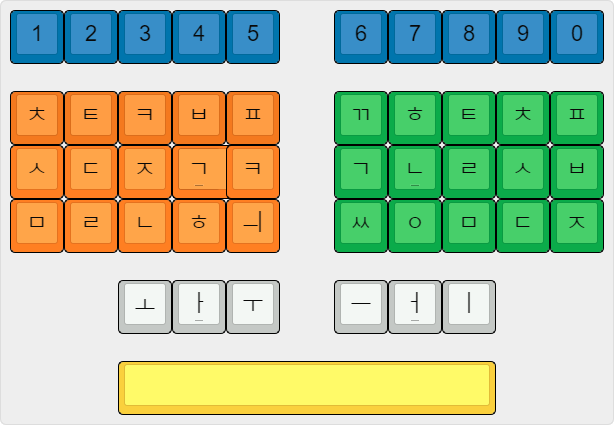 1 2 3 4 5 6 7 8 9 0
ㅊ ㅌ ㅋ ㅂ ㅍ ㄲ ㅎ ㅌ ㅊ ㅍ
ㅅ ㄷ ㅈ ㄱ ㅋ ㄱ ㄴ ㄹ ㅅ ㅂ
ㅁ ㄹ ㄴ ㅎ ㅢ ㅆ ㅇ ㅁ ㄷ ㅈ
ㅗ ㅏ ㅜ ㅡ ㅓ ㅣ